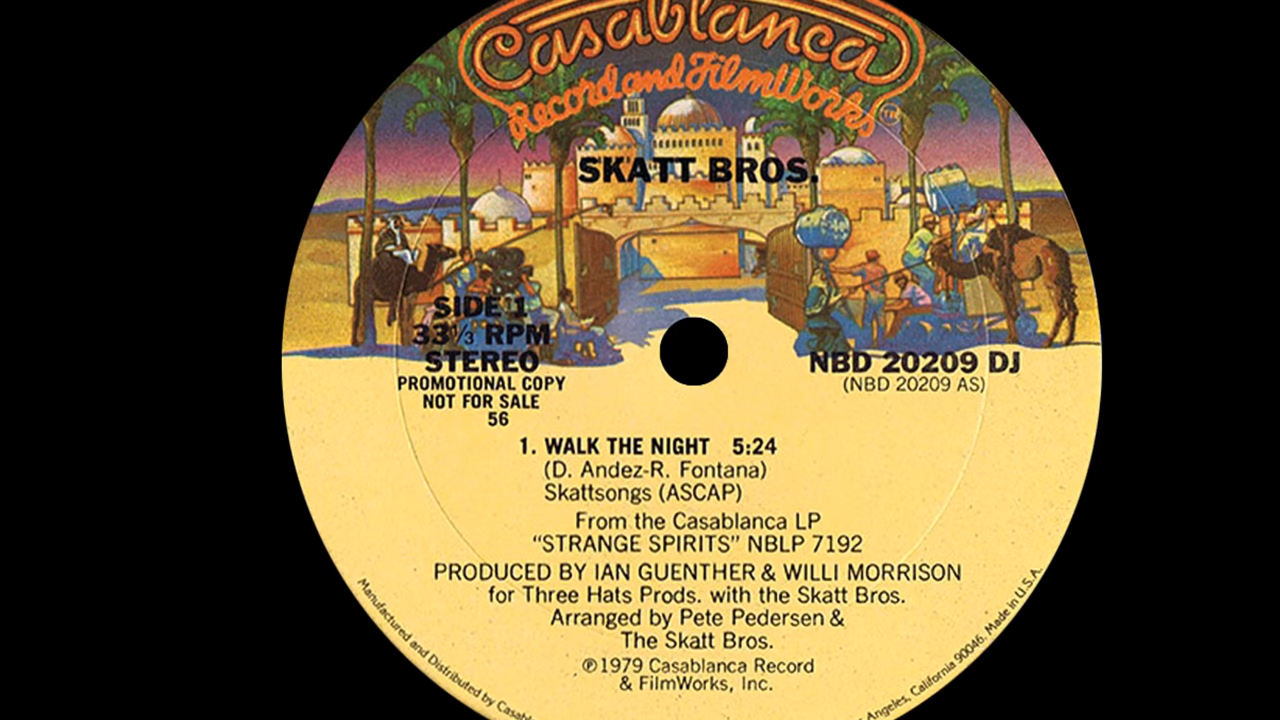 Casablanca
Record and FilmWorks
TM
SKATT BROS.
SIDE 1
33⅓ RPM
STEREO
PROMOTIONAL COPY
NOT FOR SALE
56
NBD 20209 DJ
(NBD 20209 AS)
1. WALK THE NIGHT 5:24
(D. Andez-R. Fontana)
Skattsongs (ASCAP)
From the Casablanca LP
“STRANGE SPIRITS” NBLP 7192
PRODUCED BY IAN GUENTHER & WILLI MORRISON
for Three Hats Prods. with the Skatt Bros.
Arranged by Pete Pedersen &
The Skatt Bros.
℗1979 Casablanca Record
& FilmWorks, Inc.
Manufactured and Distributed by
Angeles, California 90046. Made in U.S.A.